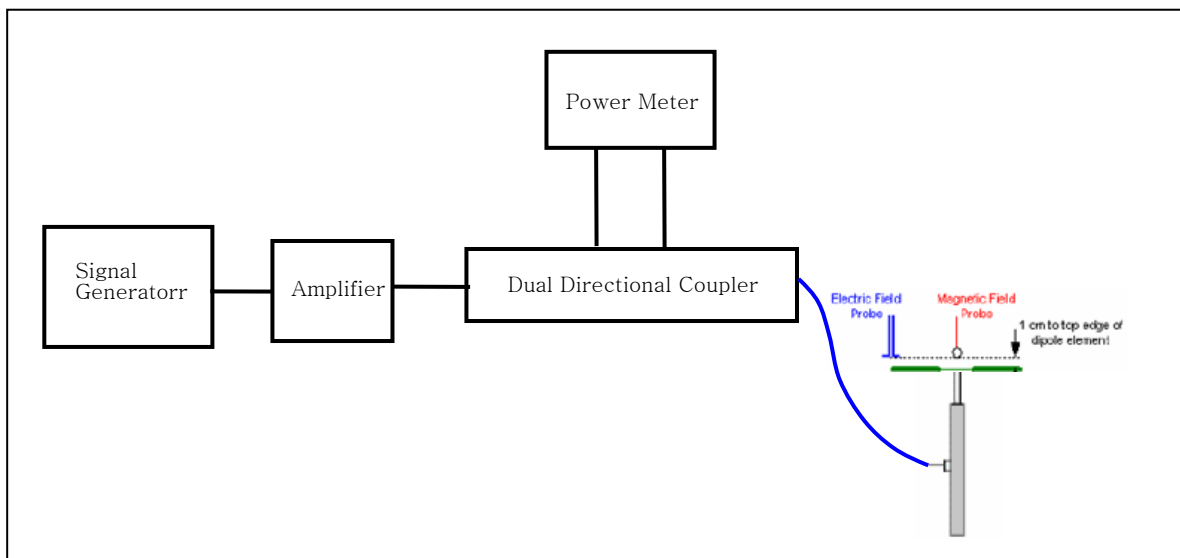 Power Meter
Signal
Generatorr
Amplifier
Dual Directional Coupler
Electric Field
Probe
Magnetic Field
Probe
1 cm to top edge of
dipole element